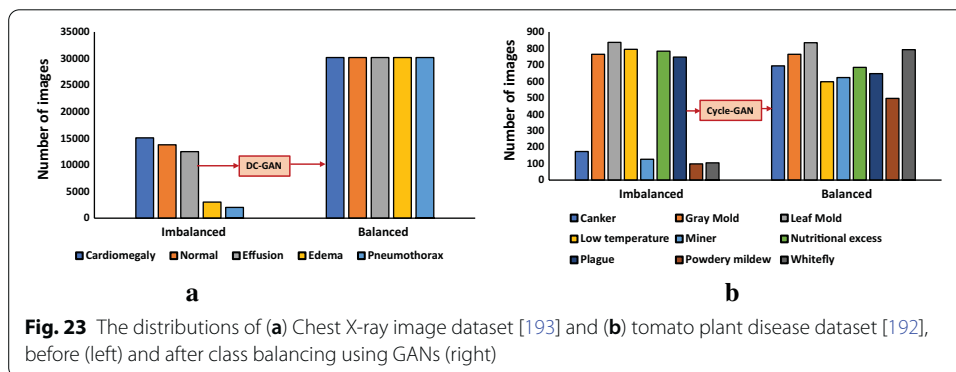 Number of images
35000
30000
25000
20000
15000
10000
5000
0
DC-GAN
Imbalanced
Balanced
Cardiomegaly Normal Effusion Edema Pneumothorax
a
Number of images
900
800
700
600
500
400
300
200
100
0
Cycle-GAN
Imbalanced
Balanced
Canker Gray Mold Leaf Mold
Low temperature Miner Nutritional excess
Plague Powdery mildew Whitefly
b
Fig. 23 The distributions of (a) Chest X-ray image dataset [193] and (b) tomato plant disease dataset [192],
before (left) and after class balancing using GANs (right)